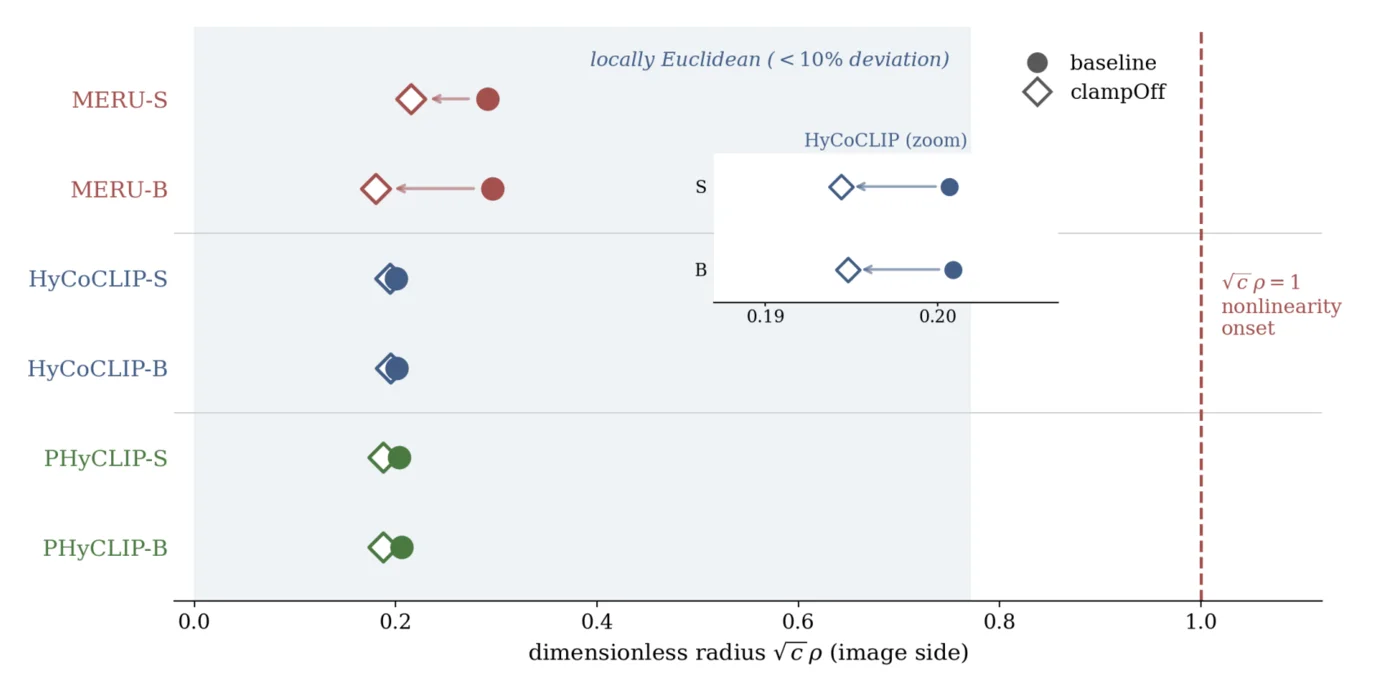 locally Euclidean ( < 10% deviation)
baseline
clampOff
MERU-S
MERU-B
HyCoCLIP-S
HyCoCLIP-B
PHyCLIP-S
PHyCLIP-B
HyCoCLIP (zoom)
S
B
0.19 0.20
√c ρ = 1
nonlinearity
onset
0.0 0.2 0.4 0.6 0.8 1.0
dimensionless radius √c ρ (image side)